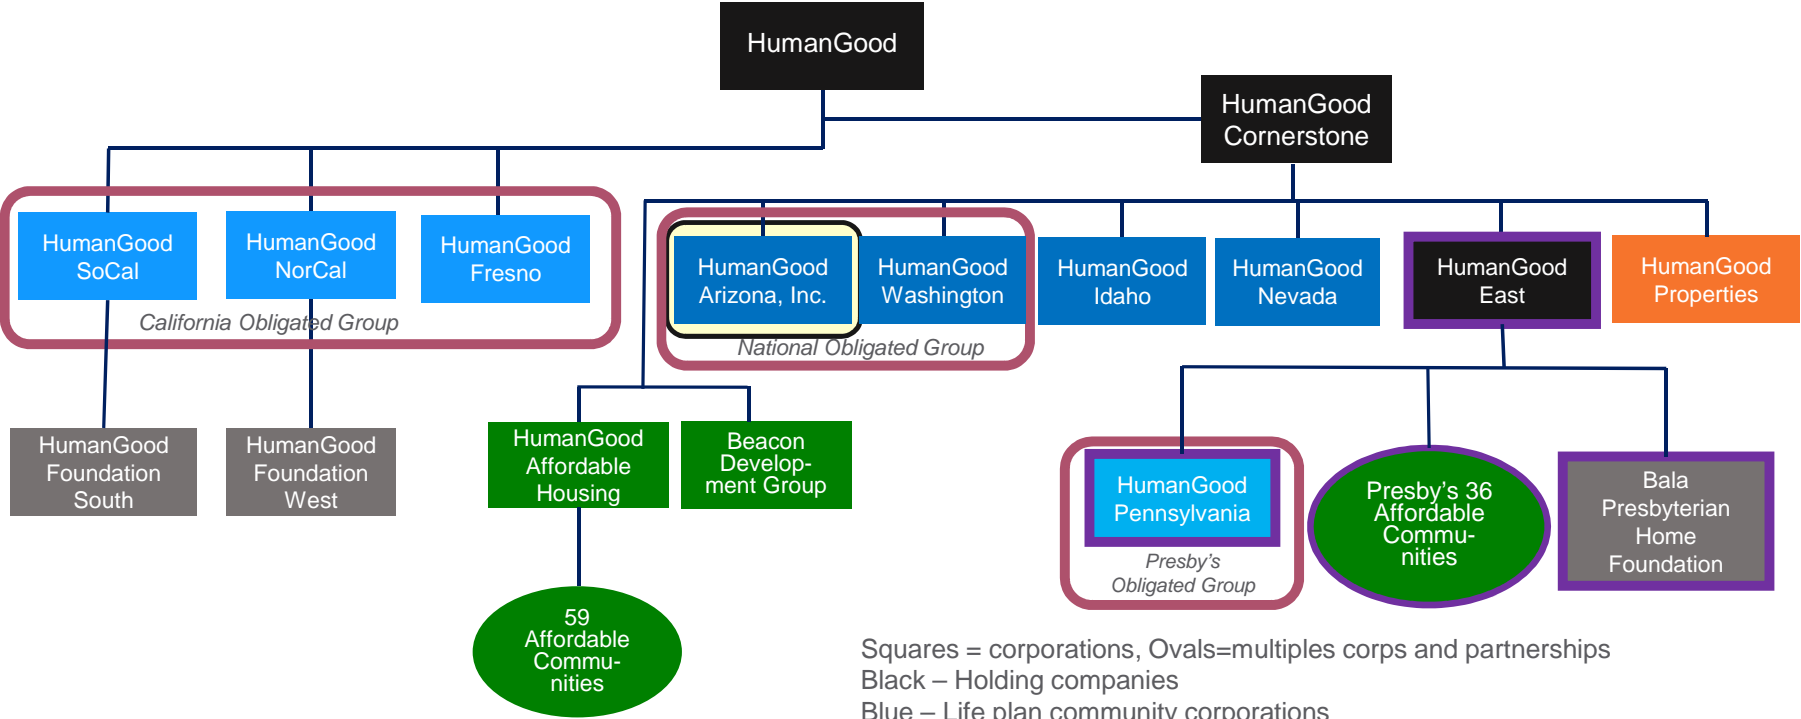 HumanGood
HumanGood
Cornerstone
HumanGood
SoCal
HumanGood
NorCal
HumanGood
Fresno
California Obligated Group
HumanGood
Arizona, Inc.
HumanGood
Washington
National Obligated Group
HumanGood
Idaho
HumanGood
Nevada
HumanGood
East
HumanGood
Properties
HumanGood
Foundation
South
HumanGood
Foundation
West
HumanGood
Affordable
Housing
Beacon
Develop-
ment Group
HumanGood
Pennsylvania
Presby's
Obligated Group
Presby's 36
Affordable
Commu-
nities
Bala
Presbyterian
Home
Foundation
59
Affordable
Commu-
nities
Squares = corporations, Ovals=multiples corps and partnerships
Black – Holding companies
Blue – Life plan community corporations